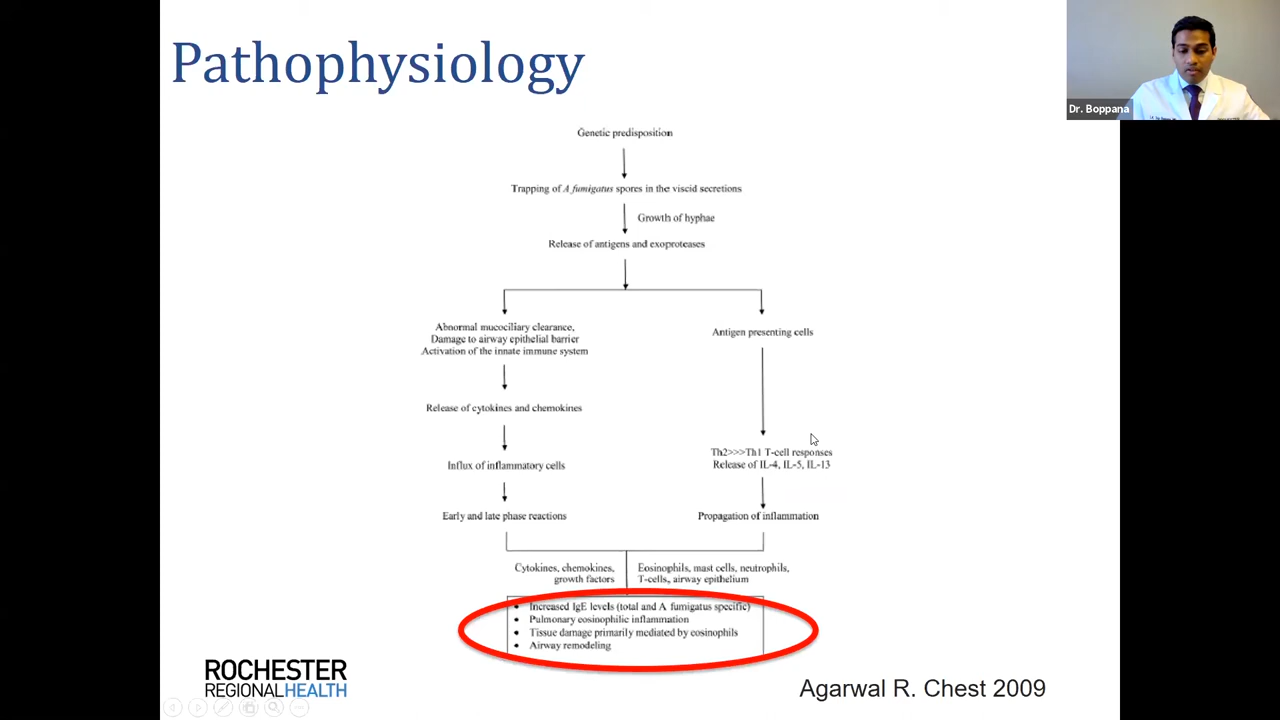 Pathophysiology
Dr. Boppana
Genetic predisposition
Trapping of A fumigatus spores in the viscid secretions
Growth of hyphae
Release of antigens and exoproteases
Abnormal mucociliary clearance,
Damage to airway epithelial barrier
Activation of the innate immune system
Antigen presenting cells
Release of cytokines and chemokines
Th2>>>Th1 T-cell responses
Release of IL-4, IL-5, IL-13
Influx of inflammatory cells
Early and late phase reactions
Propagation of inflammation
Cytokines, chemokines,
growth factors
Eosinophils, mast cells, neutrophils,
T-cells, airway epithelium
• Increased IgE levels (total and A fumigatus specific)
• Pulmonary eosinophilic inflammation
• Tissue damage primarily mediated by eosinophils
• Airway remodeling
ROCHESTER
REGIONALHEALTH
Agarwal R. Chest 2009